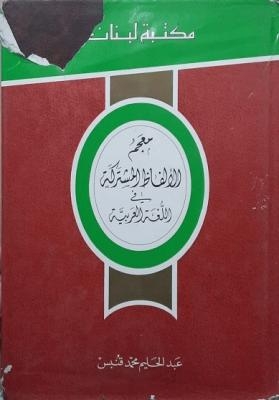 مكتبة لبنان
معجم
الألفاظ المشتركة
في
اللغة العربية
عبد الحليم محمد قنبس